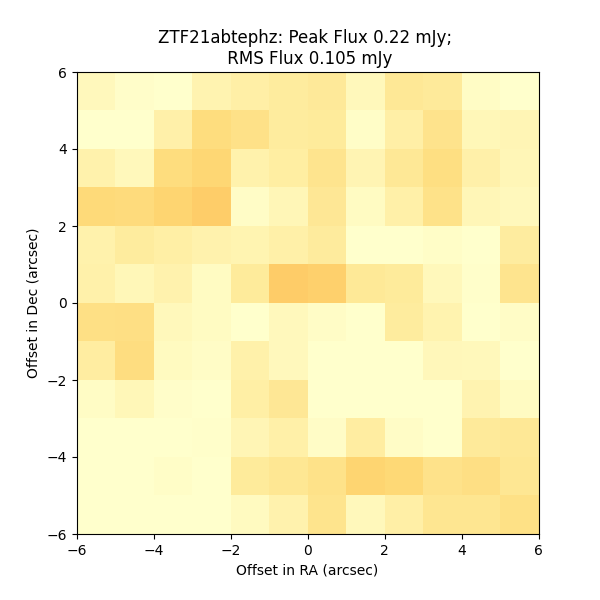 ZTF21abtephz: Peak Flux 0.22 mJy;
RMS Flux 0.105 mJy
6
4
2
0
−2
−4
−6
Offset in Dec (arcsec)
−6 −4 −2 0 2 4 6
Offset in RA (arcsec)